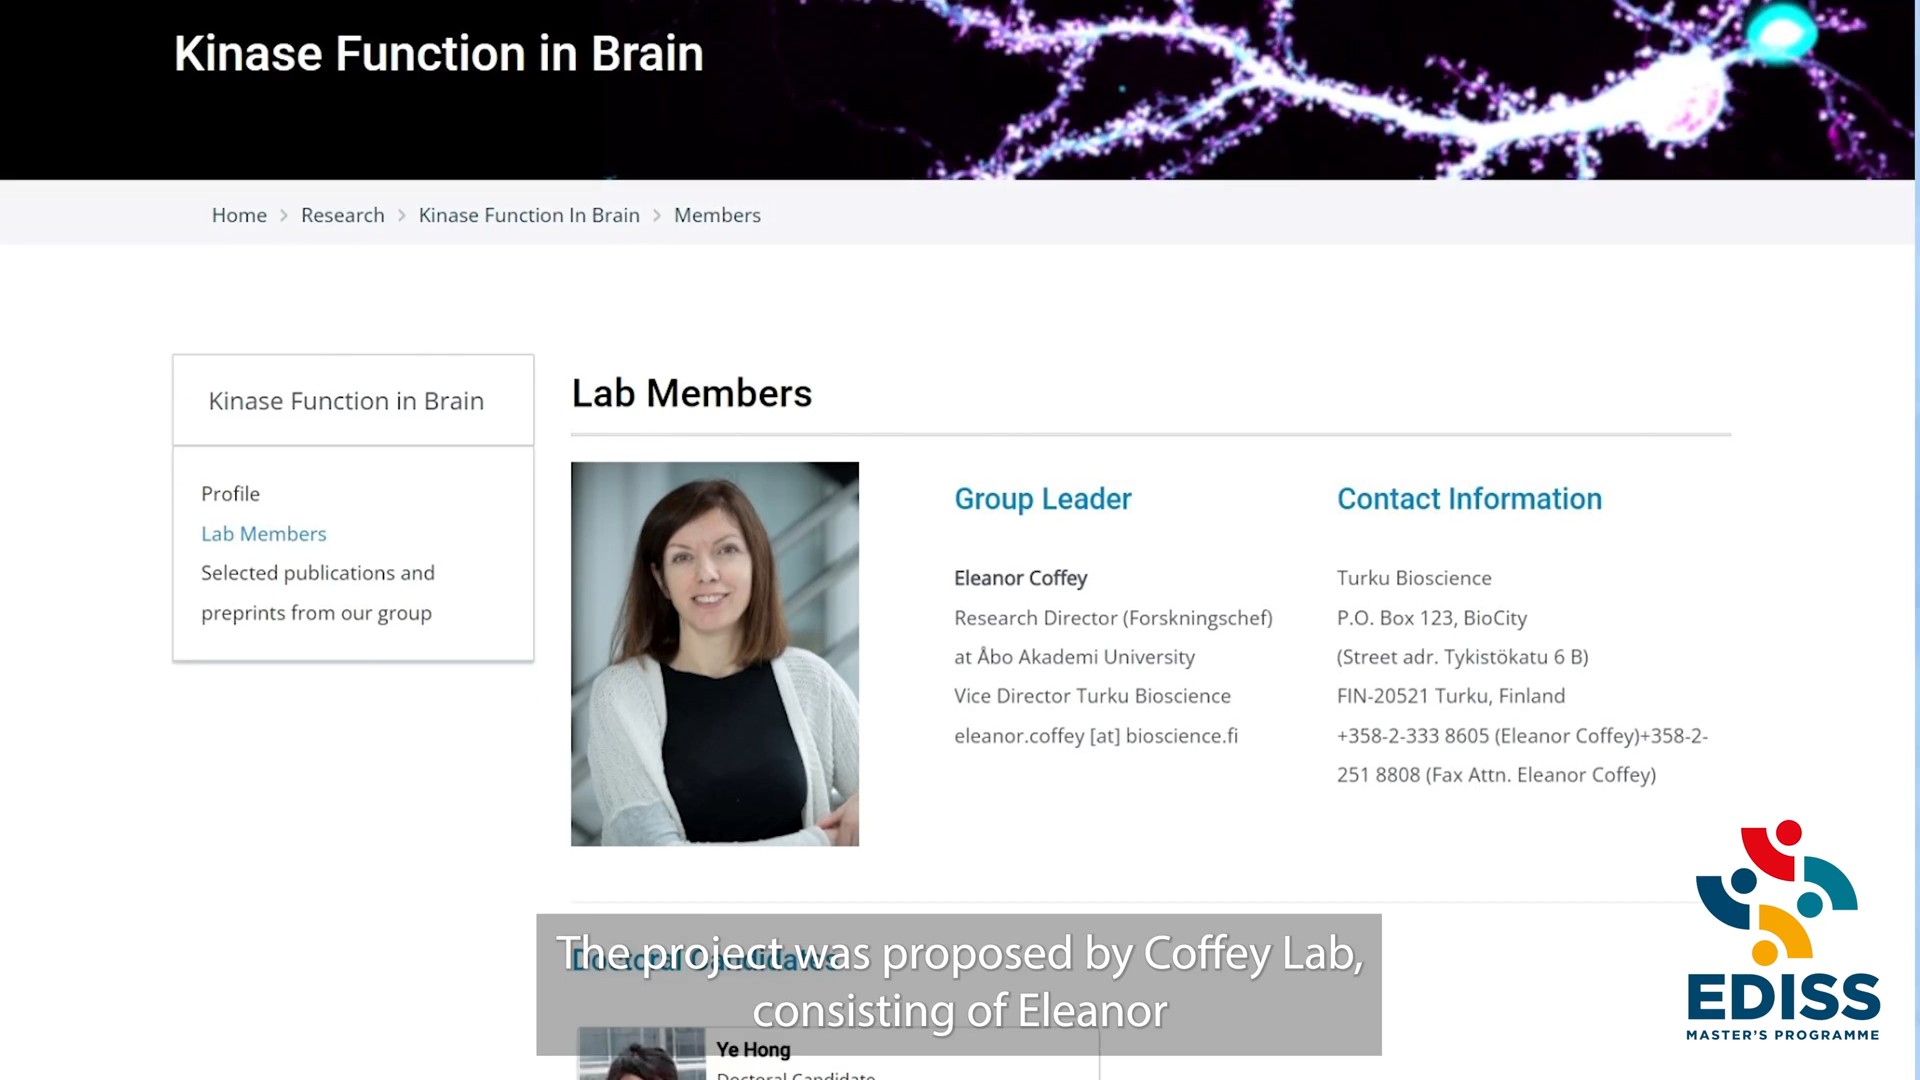 Kinase Function in Brain
Home > Research > Kinase Function In Brain > Members
Kinase Function in Brain
Profile
Lab Members
Selected publications and
preprints from our group
Lab Members
Group Leader
Eleanor Coffey
Research Director (Forskningschef)
at Åbo Akademi University
Vice Director Turku Bioscience
eleanor.coffey [at] bioscience.fi
Contact Information
Turku Bioscience
P.O. Box 123, BioCity
(Street adr. Tykistökatu 6 B)
FIN-20521 Turku, Finland
+358-2-333 8605 (Eleanor Coffey)+358-2-
251 8808 (Fax Attn. Eleanor Coffey)
Doctoral Candidates
The project was proposed by Coffey Lab,
consisting of Eleanor
Ye Hong
Doctoral Candidate
EDISS
MASTER'S PROGRAMME